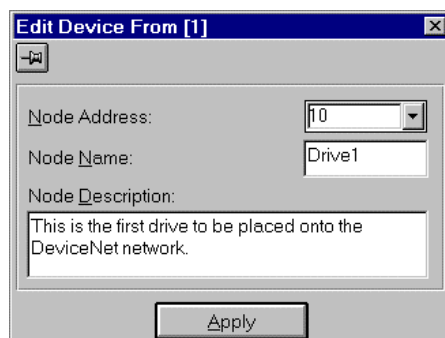 Edit Device From [1]
Node Address:
10
Node Name:
Drive1
Node Description:
This is the first drive to be placed onto the
DeviceNet network.
Apply